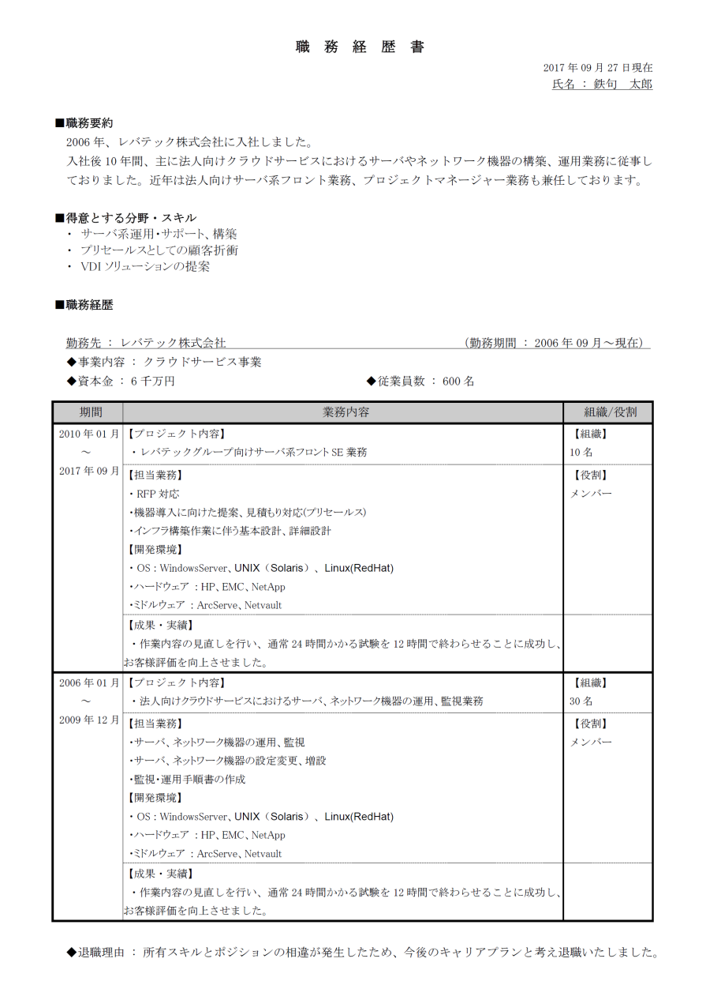 職 務 経 歴 書
2017 年 09 月 27 日現在
氏名 ： 鉄句　太郎
■職務要約
2006 年、レバテック株式会社に入社しました。
入社後 10 年間、主に法人向けクラウドサービスにおけるサーバやネットワーク機器の構築、運用業務に従事し
ておりました。近年は法人向けサーバ系フロント業務、プロジェクトマネージャー業務も兼任しております。
■得意とする分野・スキル
・ サーバ系運用・サポート、構築
・ プリセールスとしての顧客折衝
・ VDI ソリューションの提案
■職務経歴
勤務先 ： レバテック株式会社 （勤務期間 ： 2006 年 09 月～現在）
◆事業内容 ： クラウドサービス事業
◆資本金 ： 6 千万円 ◆従業員数 ： 600 名
期間 業務内容 組織/役割
2010 年 01 月 【プロジェクト内容】 【組織】
～ ・レバテックグループ向けサーバ系フロント SE 業務 10 名
2017 年 09 月 【担当業務】 【役割】
・RFP 対応 メンバー
・機器導入に向けた提案、見積もり対応(プリセールス)
・インフラ構築作業に伴う基本設計、詳細設計
【開発環境】
・OS : WindowsServer、UNIX（Solaris）、Linux(RedHat)
・ハードウェア : HP、EMC、NetApp
・ミドルウェア : ArcServe、Netvault
【成果・実績】
・作業内容の見直しを行い、通常 24 時間かかる試験を 12 時間で終わらせることに成功し、
お客様評価を向上させました。
2006 年 01 月 【プロジェクト内容】 【組織】
～ ・法人向けクラウドサービスにおけるサーバ、ネットワーク機器の運用、監視業務 30 名
2009 年 12 月 【担当業務】 【役割】
・サーバ、ネットワーク機器の運用、監視 メンバー
・サーバ、ネットワーク機器の設定変更、増設
・監視・運用手順書の作成
【開発環境】
・OS : WindowsServer、UNIX（Solaris）、Linux(RedHat)
・ハードウェア : HP、EMC、NetApp
・ミドルウェア : ArcServe、Netvault
【成果・実績】
・作業内容の見直しを行い、通常 24 時間かかる試験を 12 時間で終わらせることに成功し、
お客様評価を向上させました。
◆退職理由 ： 所有スキルとポジションの相違が発生したため、今後のキャリアプランと考え退職いたしました。